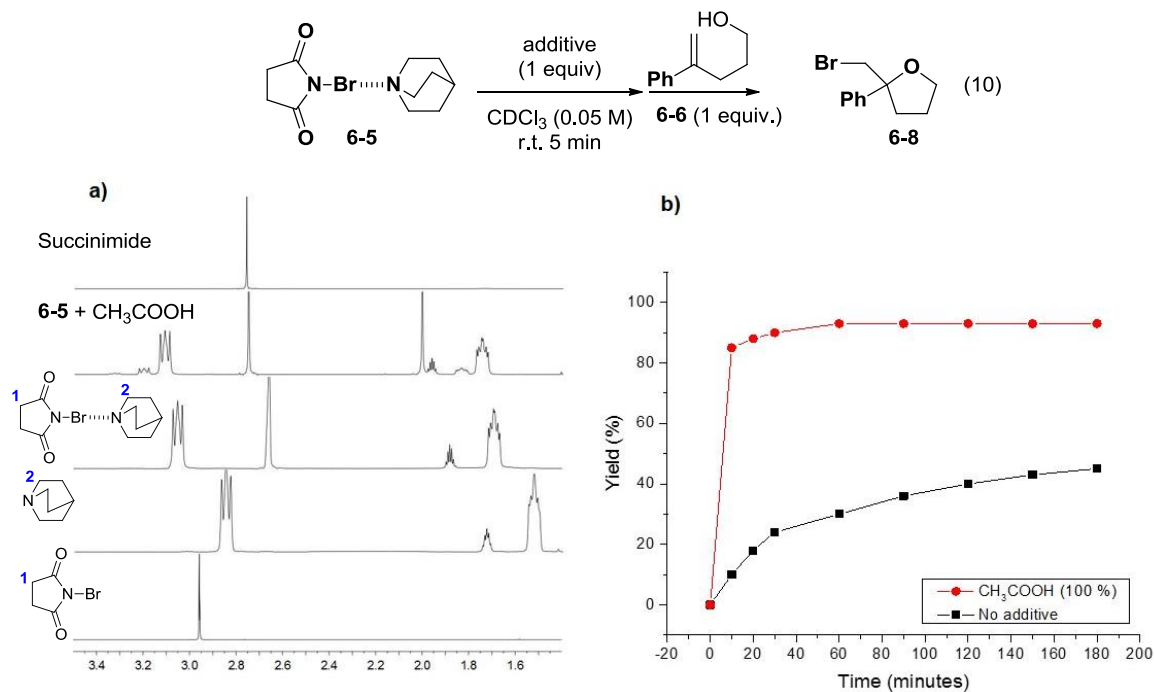 O
N
Br
N
O
6-5
additive
(1 equiv)
CDCl3 (0.05 M)
r.t. 5 min
HO
Ph
6-6 (1 equiv.)
Br
O
Ph
6-8
(10)
a)
Succinimide
6-5 + CH3COOH
O
1
N
Br
2
N
O
2
N
O
1
N
Br
O
3.4 3.0 2.6 2.2 1.8
3.2 2.8 2.4 2.0 1.6
b)
Yield (%)
100
80
60
40
20
0
CH3COOH (100 %)
No additive
-20 0 20 40 60 80 100 120 140 160 180 200
Time (minutes)